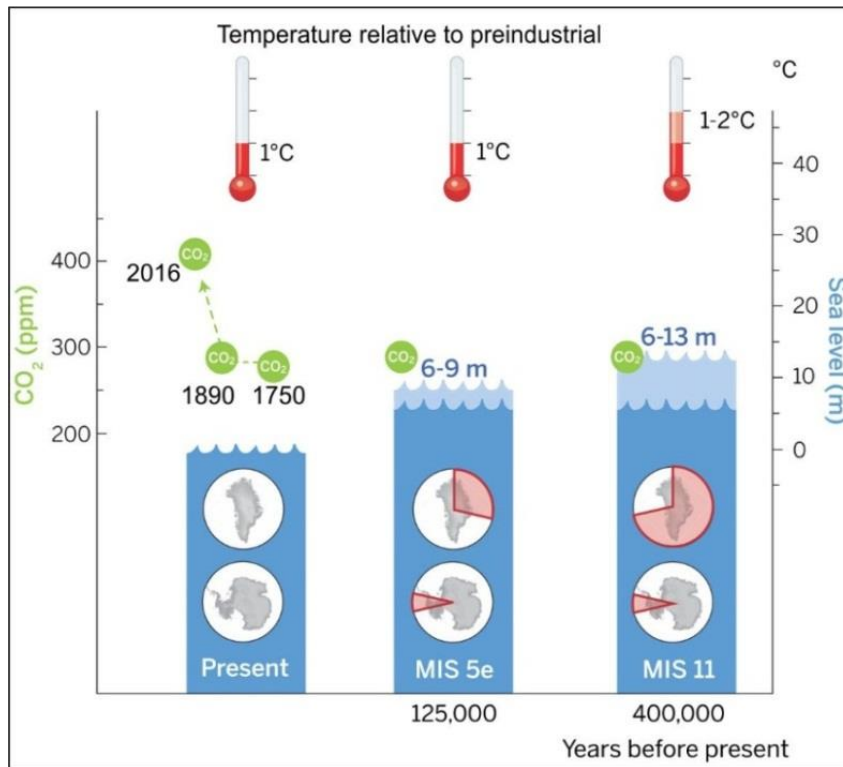 Temperature relative to preindustrial
°C
1°C
1°C
1-2°C
CO₂ (ppm)
400
300
200
2016
CO₂
CO₂
CO₂
1890
1750
CO₂
6-9 m
CO₂
6-13 m
40
30
20
10
0
Sea level (m)
Present
MIS 5e
MIS 11
125,000
400,000
Years before present